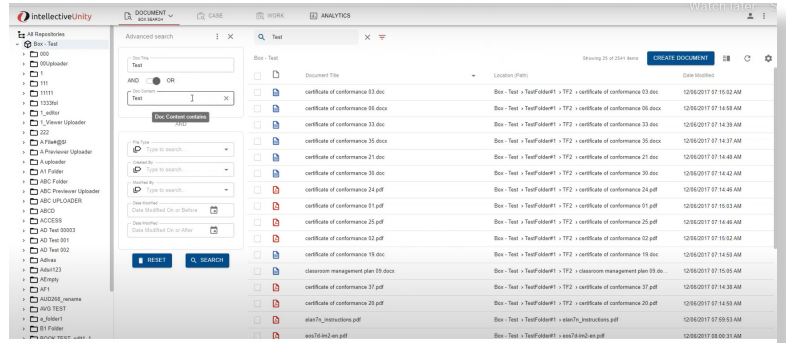 Watch later
intellectiveUnity
DOCUMENT
BOX SEARCH
CASE
WORK
ANALYTICS
All Repositories
Box - Test
000
00Uploader
1
111
11111
1333fol
1_editor
1_Viewer Uploader
222
A File#@$!
A Previewer Uploader
A uploader
A1 Folder
ABC Folder
ABC Previewer Uploader
ABC UPLOADER
ABCD
ACCESS
AD Test 00003
AD Test 001
AD Test 002
Adivas
Adsl123
AEmpty
AF1
AUD268_rename
AVG TEST
a_folder1
B1 Folder
BOOK TEST_edit1_1
Advanced search
Doc Title
Test
AND OR
Doc Content
Test
Doc Content contains
AND
File Type
Type to search...
Created By
Type to search...
Modified By
Type to search...
Date Modified
Date Modified On or Before
Date Modified
Date Modified On or After
RESET
SEARCH
Test
Box - Test
Showing 25 of 2341 items
CREATE DOCUMENT
Document Title Location (Path) Date Modified
certificate of conformance 03.doc Box - Test > TestFolder#1 > TF2 > certificate of conformance 03.doc 12/06/2017 07:15:02 AM
certificate of conformance 06.docx Box - Test > TestFolder#1 > TF2 > certificate of conformance 06.docx 12/06/2017 07:14:58 AM
certificate of conformance 33.doc Box - Test > TestFolder#1 > TF2 > certificate of conformance 33.doc 12/06/2017 07:14:36 AM
certificate of conformance 35.docx Box - Test > TestFolder#1 > TF2 > certificate of conformance 35.docx 12/06/2017 07:14:37 AM
certificate of conformance 21.doc Box - Test > TestFolder#1 > TF2 > certificate of conformance 21.doc 12/06/2017 07:14:48 AM
certificate of conformance 30.doc Box - Test > TestFolder#1 > TF2 > certificate of conformance 30.doc 12/06/2017 07:14:42 AM
certificate of conformance 24.pdf Box - Test > TestFolder#1 > TF2 > certificate of conformance 24.pdf 12/06/2017 07:14:46 AM
certificate of conformance 01.pdf Box - Test > TestFolder#1 > TF2 > certificate of conformance 01.pdf 12/06/2017 07:15:03 AM
certificate of conformance 25.pdf Box - Test > TestFolder#1 > TF2 > certificate of conformance 25.pdf 12/06/2017 07:14:46 AM
certificate of conformance 02.pdf Box - Test > TestFolder#1 > TF2 > certificate of conformance 02.pdf 12/06/2017 07:15:02 AM
certificate of conformance 19.doc Box - Test > TestFolder#1 > TF2 > certificate of conformance 19.doc 12/06/2017 07:14:50 AM
classroom management plan 09.docx Box - Test > TestFolder#1 > TF2 > classroom management plan 09.do... 12/06/2017 07:15:05 AM
certificate of conformance 37.pdf Box - Test > TestFolder#1 > TF2 > certificate of conformance 37.pdf 12/06/2017 07:14:38 AM
certificate of conformance 20.pdf Box - Test > TestFolder#1 > TF2 > certificate of conformance 20.pdf 12/06/2017 07:14:50 AM
elan7n_instructions.pdf Box - Test > TestFolder#1 > elan7n_instructions.pdf 12/06/2017 07:59:53 AM
eos7d-im2-en.pdf Box - Test > TestFolder#1 > eos7d-im2-en.pdf 12/06/2017 08:00:31 AM